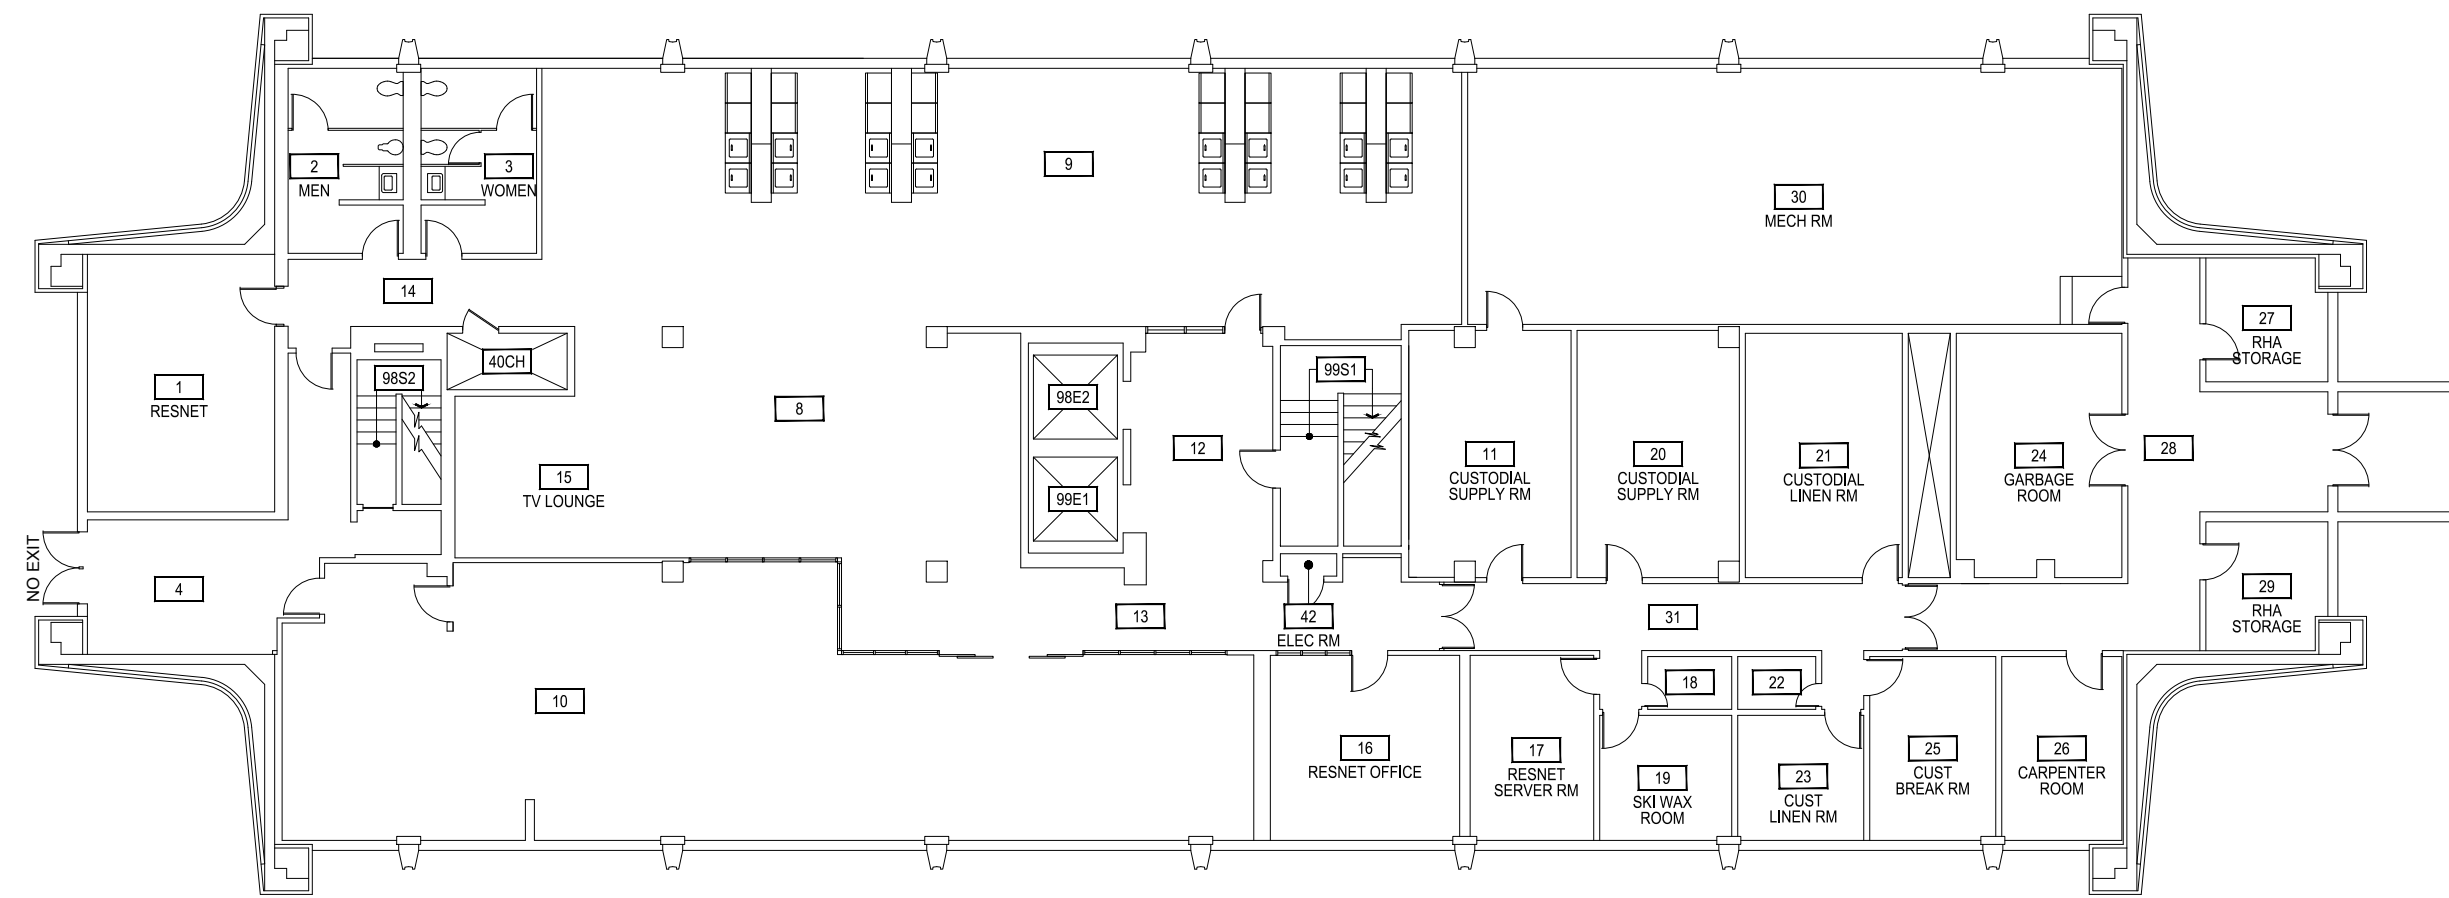 2
MEN
3
WOMEN
9
30
MECH RM
14
27
RHA
STORAGE
40CH
98S2
99S1
1
RESNET
98E2
8
12
11
CUSTODIAL
SUPPLY RM
20
CUSTODIAL
SUPPLY RM
21
CUSTODIAL
LINEN RM
24
GARBAGE
ROOM
28
15
TV LOUNGE
99E1
NO EXIT
4
13
42
ELEC RM
31
29
RHA
STORAGE
10
18
22
16
RESNET OFFICE
17
RESNET
SERVER RM
19
SKI WAX
ROOM
23
CUST
LINEN RM
25
CUST
BREAK RM
26
CARPENTER
ROOM